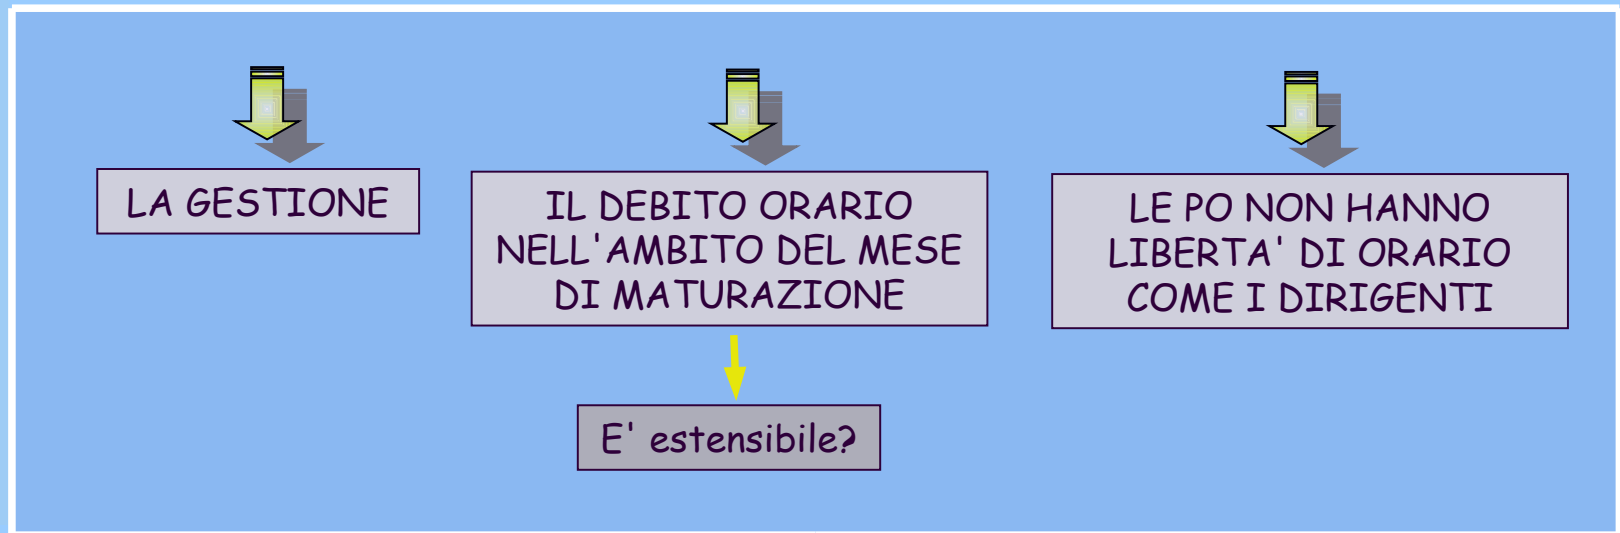 LA GESTIONE
IL DEBITO ORARIO
NELL'AMBITO DEL MESE
DI MATURAZIONE
LE PO NON HANNO
LIBERTA' DI ORARIO
COME I DIRIGENTI
E' estensibile?